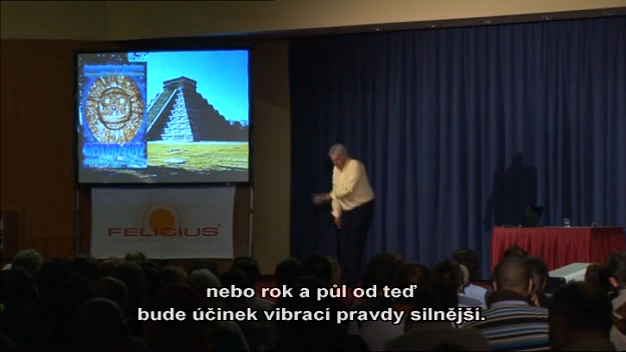 FELICIUS
nebo rok a půl od teď
bude účinek vibrací pravdy silnější.